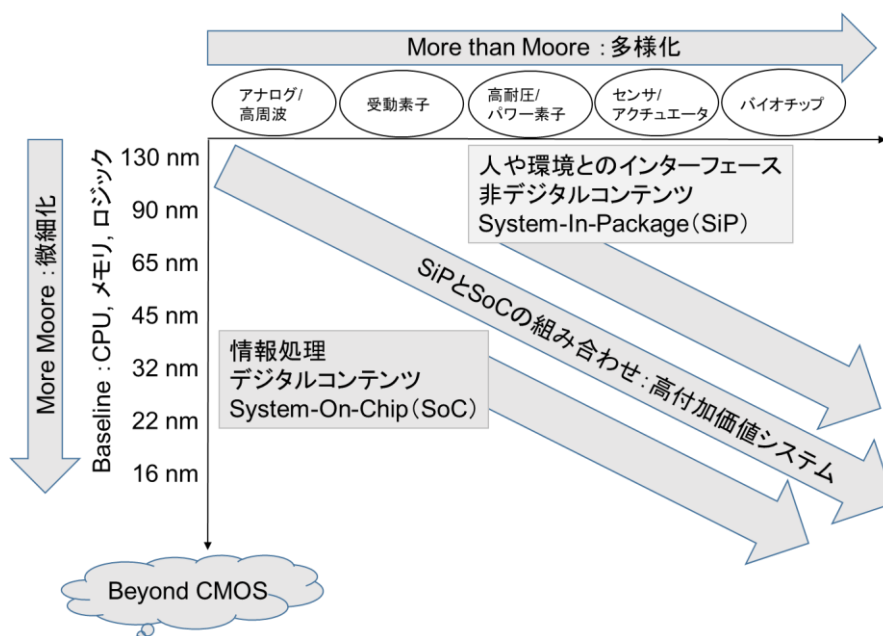 More than Moore : 多様化
アナログ/
高周波
受動素子
高耐圧/
パワー素子
センサ/
アクチュエータ
バイオチップ
More Moore : 微細化
Baseline : CPU, メモリ, ロジック
130 nm
90 nm
65 nm
45 nm
32 nm
22 nm
16 nm
人や環境とのインターフェース
非デジタルコンテンツ
System-In-Package(SiP)
SiPとSoCの組み合わせ: 高付加価値システム
情報処理
デジタルコンテンツ
System-On-Chip(SoC)
Beyond CMOS